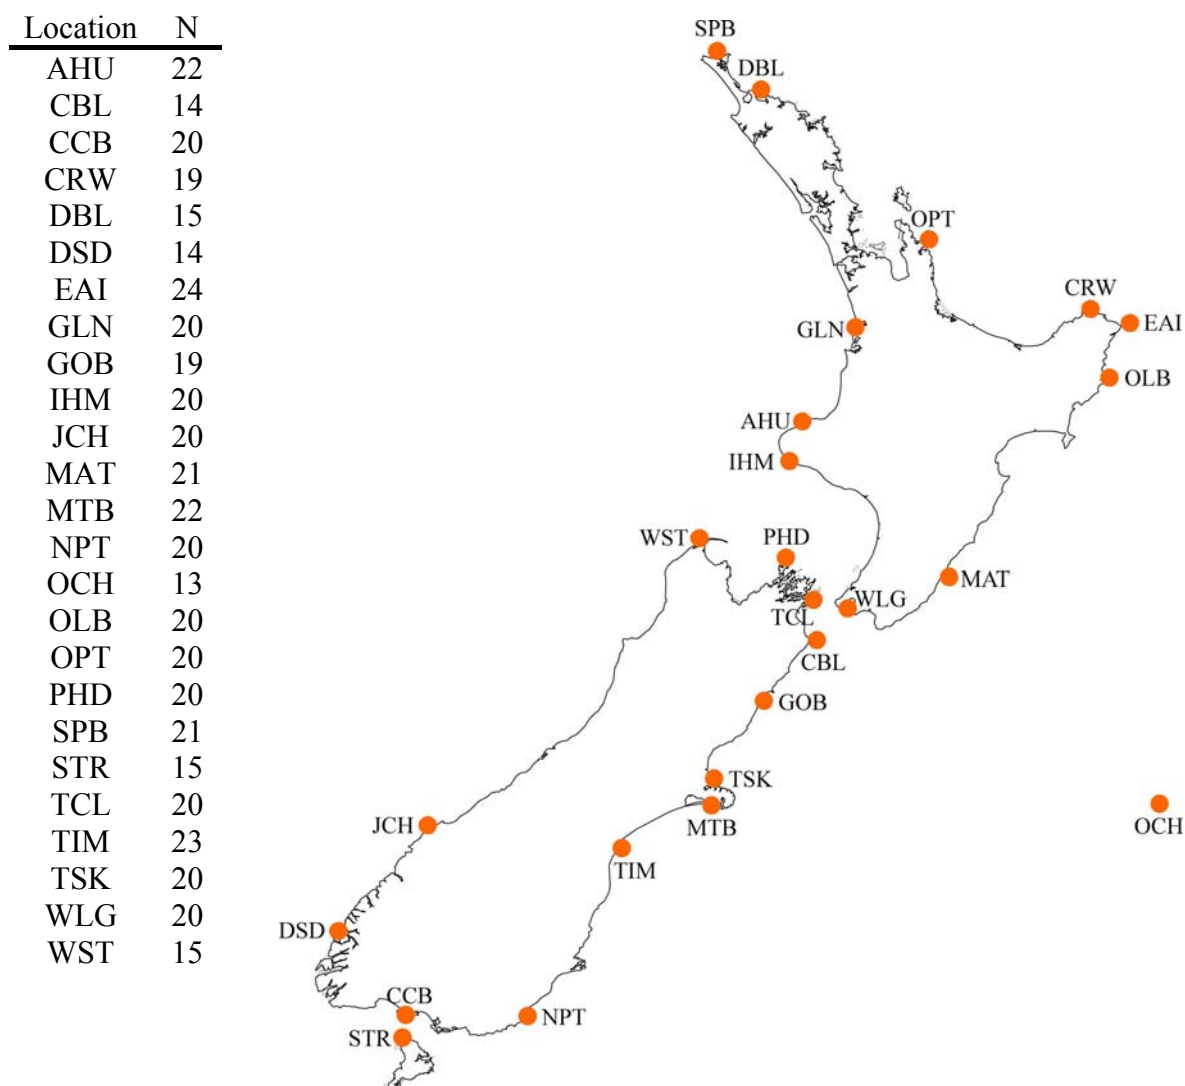 Location N
AHU 22
CBL 14
CCB 20
CRW 19
DBL 15
DSD 14
EAI 24
GLN 20
GOB 19
IHM 20
JCH 20
MAT 21
MTB 22
NPT 20
OCH 13
OLB 20
OPT 20
PHD 20
SPB 21
STR 15
TCL 20
TIM 23
TSK 20
WLG 20
WST 15
SPB
DBL
OPT
CRW
GLN
EAI
OLB
AHU
IHM
WST
PHD
MAT
TCL
WLG
CBL
GOB
TSK
JCH
MTB
OCH
TIM
DSD
CCB
NPT
STR